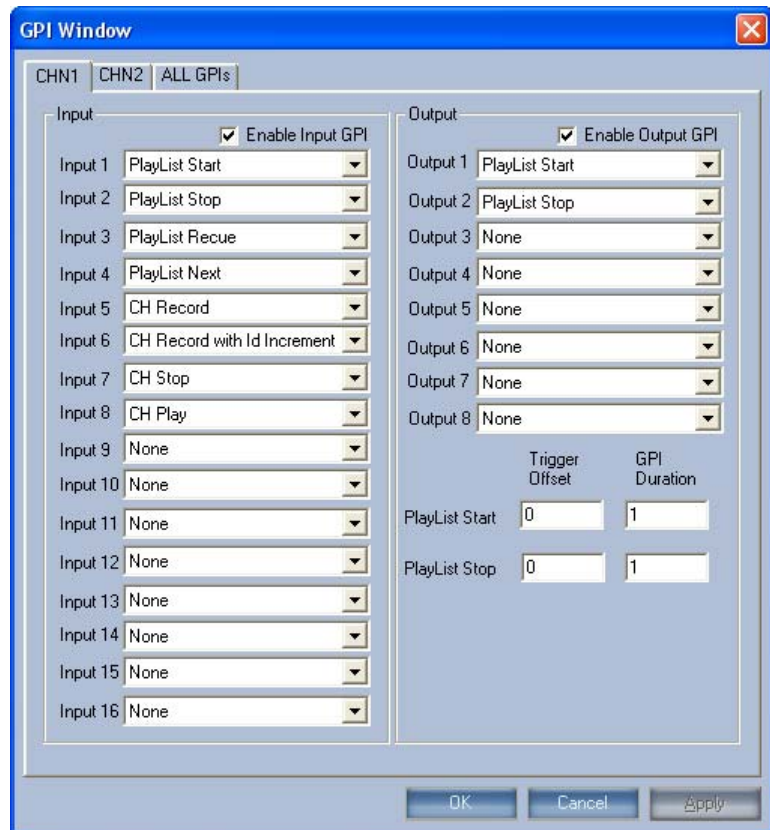 GPI Window
CHN1 CHN2 ALL GPIs
Input
Enable Input GPI
Input 1 PlayList Start
Input 2 PlayList Stop
Input 3 PlayList Recue
Input 4 PlayList Next
Input 5 CH Record
Input 6 CH Record with Id Increment
Input 7 CH Stop
Input 8 CH Play
Input 9 None
Input 10 None
Input 11 None
Input 12 None
Input 13 None
Input 14 None
Input 15 None
Input 16 None
Output
Enable Output GPI
Output 1 PlayList Start
Output 2 PlayList Stop
Output 3 None
Output 4 None
Output 5 None
Output 6 None
Output 7 None
Output 8 None
Trigger Offset GPI Duration
PlayList Start 0 1
PlayList Stop 0 1
OK Cancel Apply